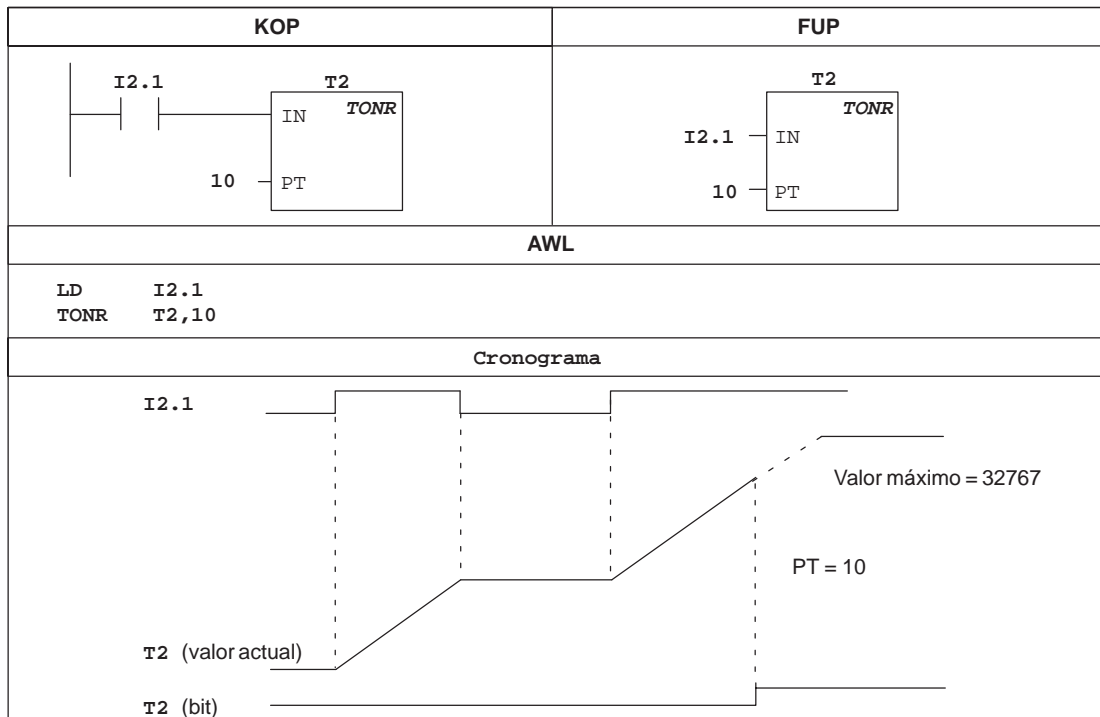 KOP
FUP
I2.1
T2
IN
TONR
10
PT
T2
TONR
I2.1
IN
10
PT
AWL
LD I2.1
TONR T2,10
Cronograma
I2.1
Valor máximo = 32767
PT = 10
T2 (valor actual)
T2 (bit)